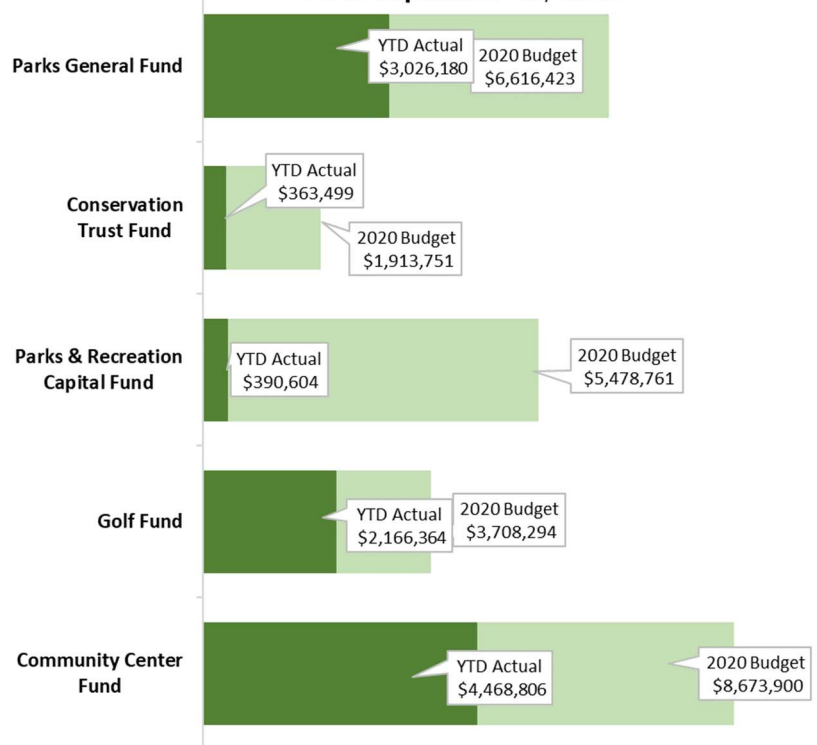 Parks General Fund
YTD Actual
$3,026,180
2020 Budget
$6,616,423
Conservation
Trust Fund
YTD Actual
$363,499
2020 Budget
$1,913,751
Parks & Recreation
Capital Fund
YTD Actual
$390,604
2020 Budget
$5,478,761
Golf Fund
YTD Actual
$2,166,364
2020 Budget
$3,708,294
Community Center
Fund
YTD Actual
$4,468,806
2020 Budget
$8,673,900